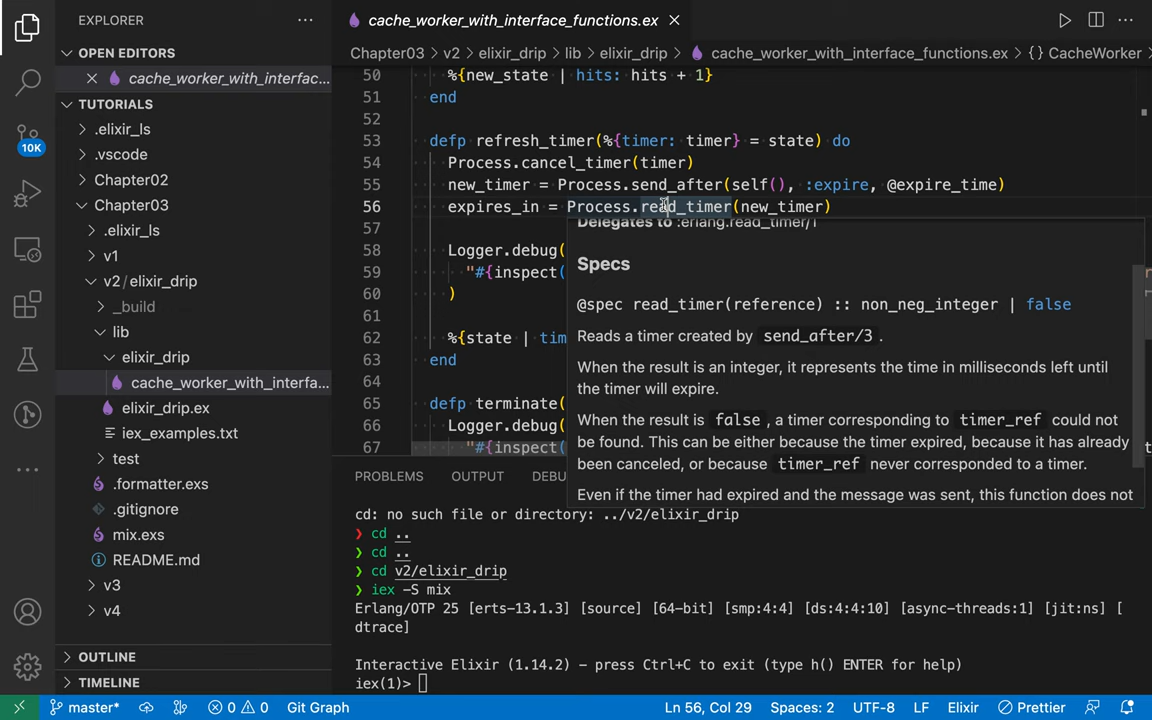 EXPLORER
OPEN EDITORS
cache_worker_with_interfac...
TUTORIALS
.elixir_ls
.vscode
Chapter02
Chapter03
.elixir_ls
v1
v2 / elixir_drip
_build
lib
elixir_drip
cache_worker_with_interfa...
elixir_drip.ex
iex_examples.txt
test
.formatter.exs
.gitignore
mix.exs
README.md
v3
v4
OUTLINE
TIMELINE
10K
cache_worker_with_interface_functions.ex
Chapter03 > v2 > elixir_drip > lib > elixir_drip > cache_worker_with_interface_functions.ex > {} CacheWorker
50 %{new_state | hits: hits + 1}
51 end
52
53 defp refresh_timer(%{timer: timer} = state) do
54 Process.cancel_timer(timer)
55 new_timer = Process.send_after(self(), :expire, @expire_time)
56 expires_in = Process.read_timer(new_timer)
57
58 Logger.debug(
59 "#{inspect(
60 )
61
62 %{state | tim
63 end
64
65 defp terminate(
66 Logger.debug(
67 "#{inspect(
Delegates to :erlang.read_timer/1
Specs
@spec read_timer(reference) :: non_neg_integer | false
Reads a timer created by send_after/3 .
When the result is an integer, it represents the time in milliseconds left until
the timer will expire.
When the result is false , a timer corresponding to timer_ref could not
be found. This can be either because the timer expired, because it has already
been canceled, or because timer_ref never corresponded to a timer.
Even if the timer had expired and the message was sent, this function does not
PROBLEMS OUTPUT DEBU
cd: no such file or directory: ../v2/elixir_drip
❯ cd ..
❯ cd ..
❯ cd v2/elixir_drip
❯ iex -S mix
Erlang/OTP 25 [erts-13.1.3] [source] [64-bit] [smp:4:4] [ds:4:4:10] [async-threads:1] [jit:ns] [
dtrace]
Interactive Elixir (1.14.2) - press Ctrl+C to exit (type h() ENTER for help)
iex(1)>
master* 0 0 Git Graph Ln 56, Col 29 Spaces: 2 UTF-8 LF Elixir Prettier